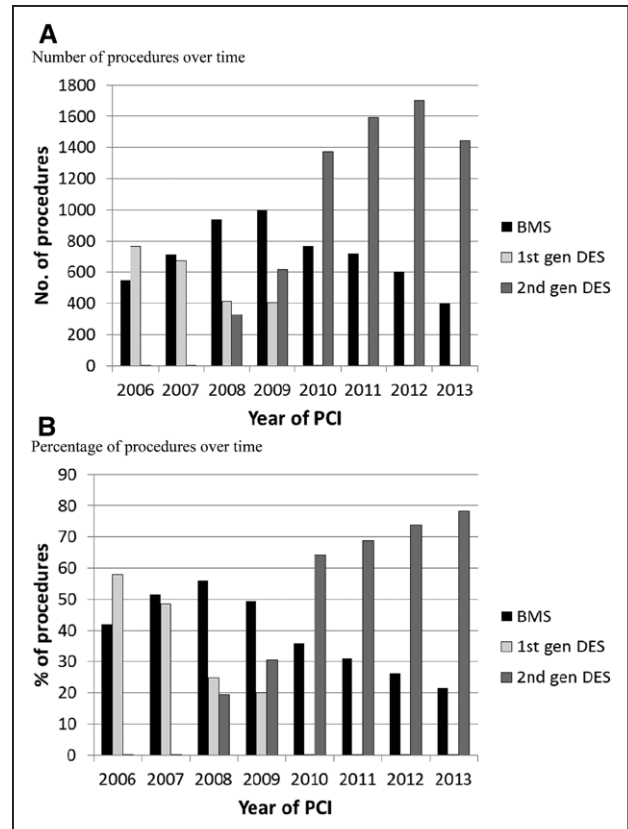 A
Number of procedures over time
1800
1600
1400
1200
1000
800
600
400
200
0
No. of procedures
2006 2007 2008 2009 2010 2011 2012 2013
Year of PCI
BMS
1st gen DES
2nd gen DES
B
Percentage of procedures over time
90
80
70
60
50
40
30
20
10
0
% of procedures
2006 2007 2008 2009 2010 2011 2012 2013
Year of PCI
BMS
1st gen DES
2nd gen DES